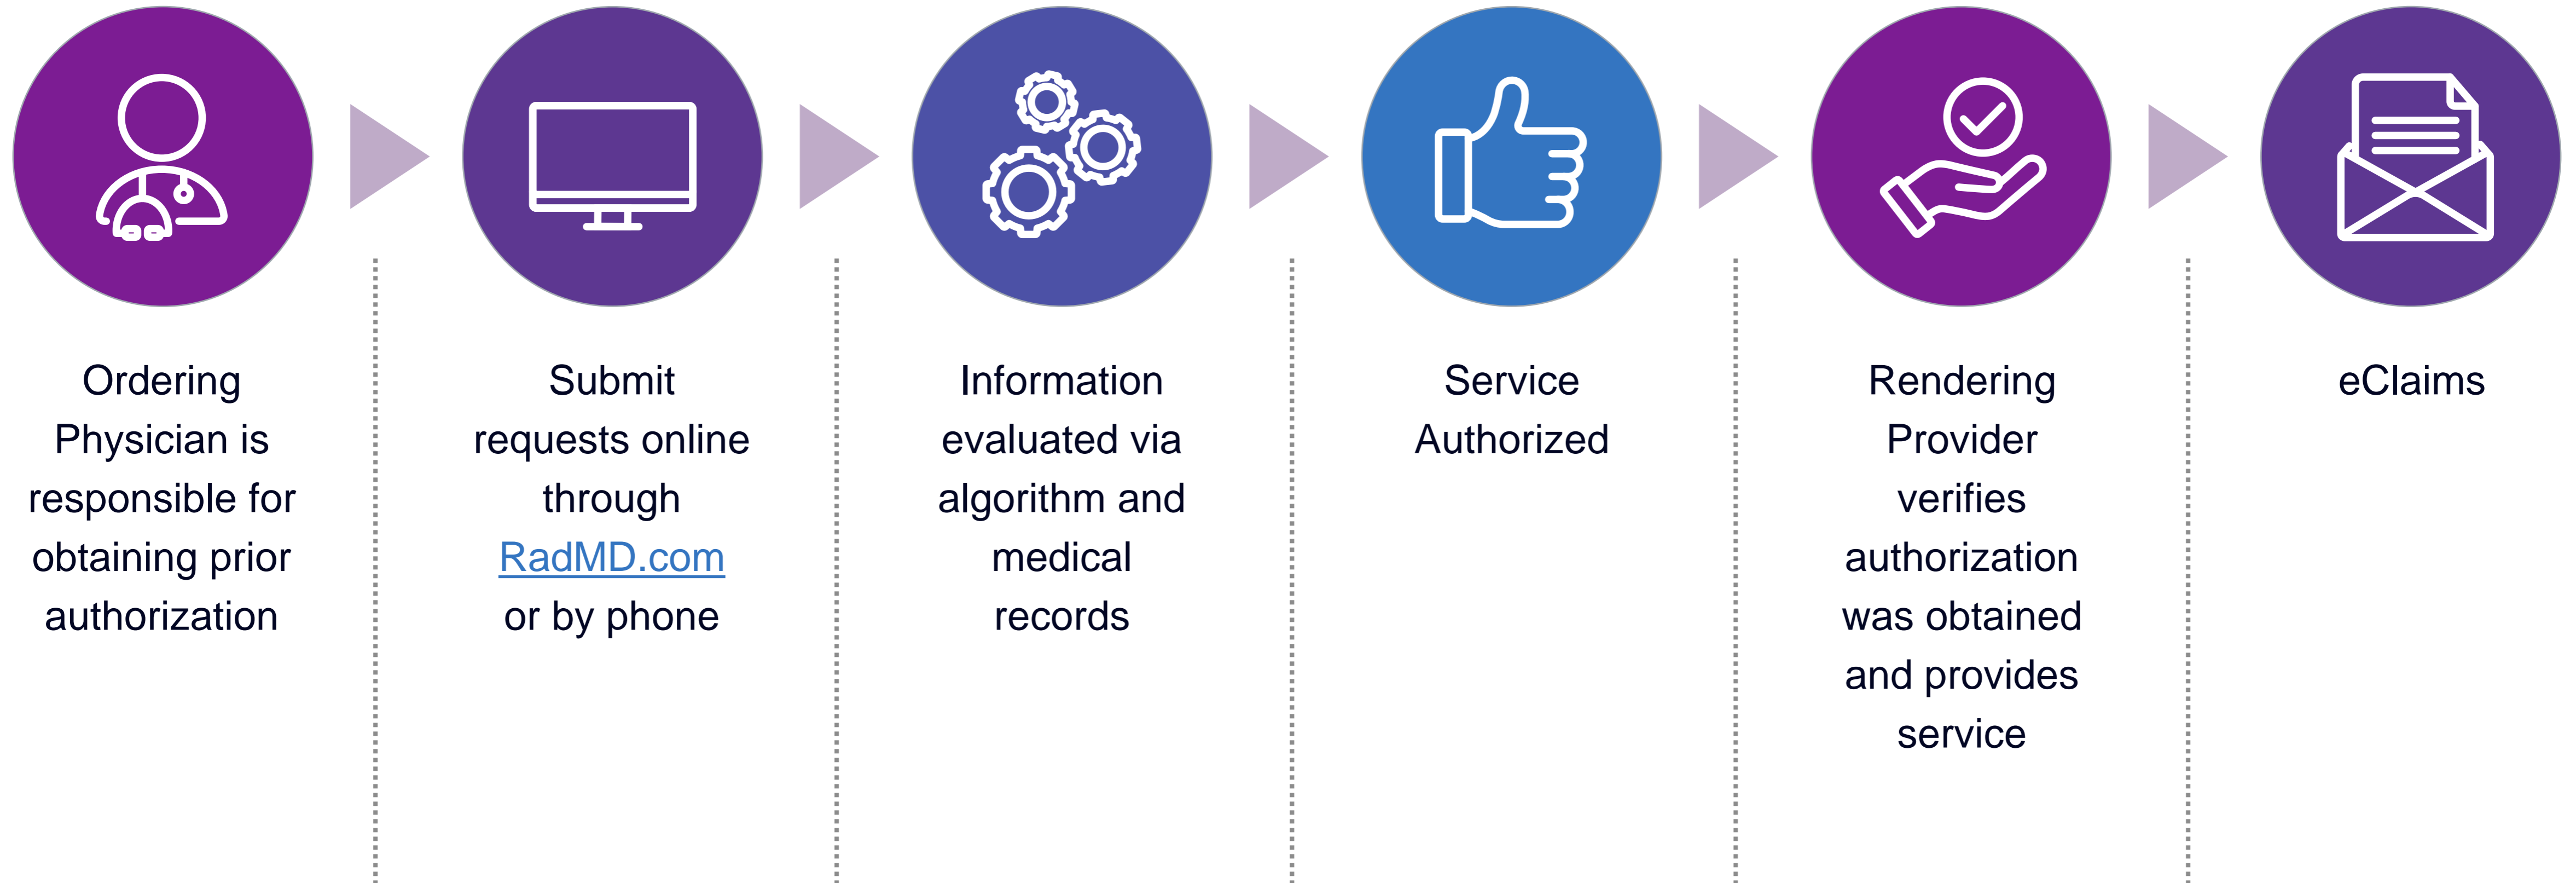 Ordering
Physician is
responsible for
obtaining prior
authorization
Submit
requests online
through
RadMD.com
or by phone
Information
evaluated via
algorithm and
medical
records
Service
Authorized
Rendering
Provider
verifies
authorization
was obtained
and provides
service
eClaims